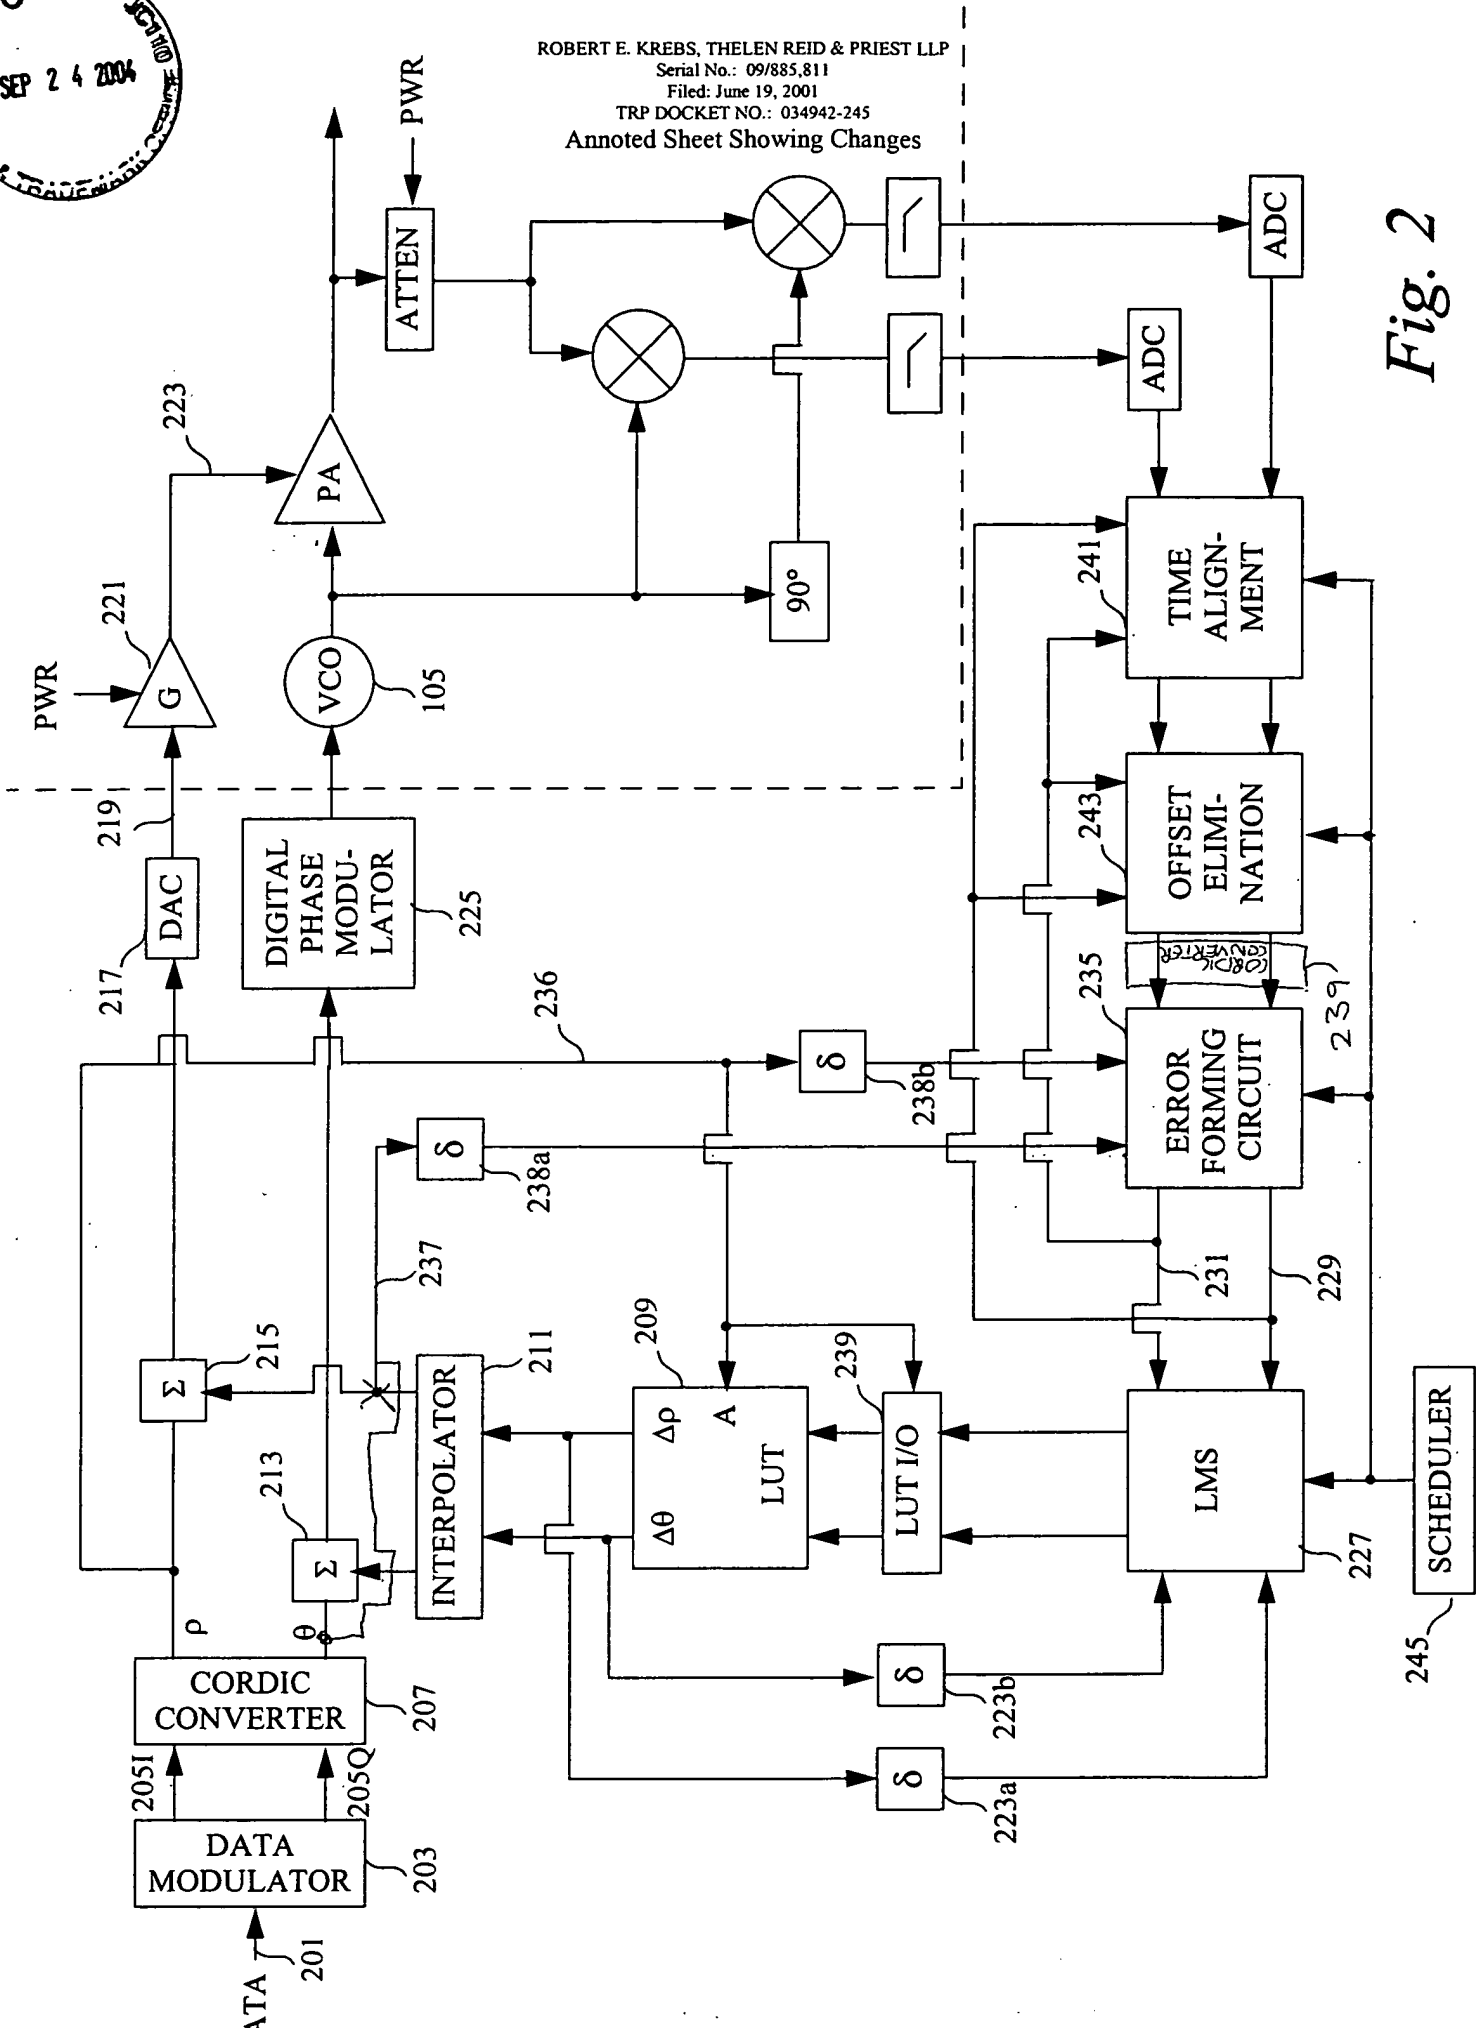 SEP 2 4 2004
ROBERT E. KREBS, THELEN REID & PRIEST LLP
Serial No.: 09/885,811
Filed: June 19, 2001
TRP DOCKET NO.: 034942-245
Annoted Sheet Showing Changes
201
DATA
MODULATOR
203
205I
205Q
CORDIC
CONVERTER
207
ρ
θ
Σ
213
Σ
215
217
DAC
219
PWR
G
221
223
DIGITAL
PHASE
MODU-
LATOR
225
VCO
105
PA
ATTEN
PWR
90°
INTERPOLATOR
211
237
236
δ
238a
δ
238b
Δθ
Δρ
A
LUT
209
LUT I/O
239
δ
223b
δ
223a
LMS
227
231
229
ERROR
FORMING
CIRCUIT
235
CORDIC
CONVERTER
239
OFFSET
ELIMI-
NATION
243
TIME
ALIGN-
MENT
241
ADC
ADC
SCHEDULER
245
Fig. 2